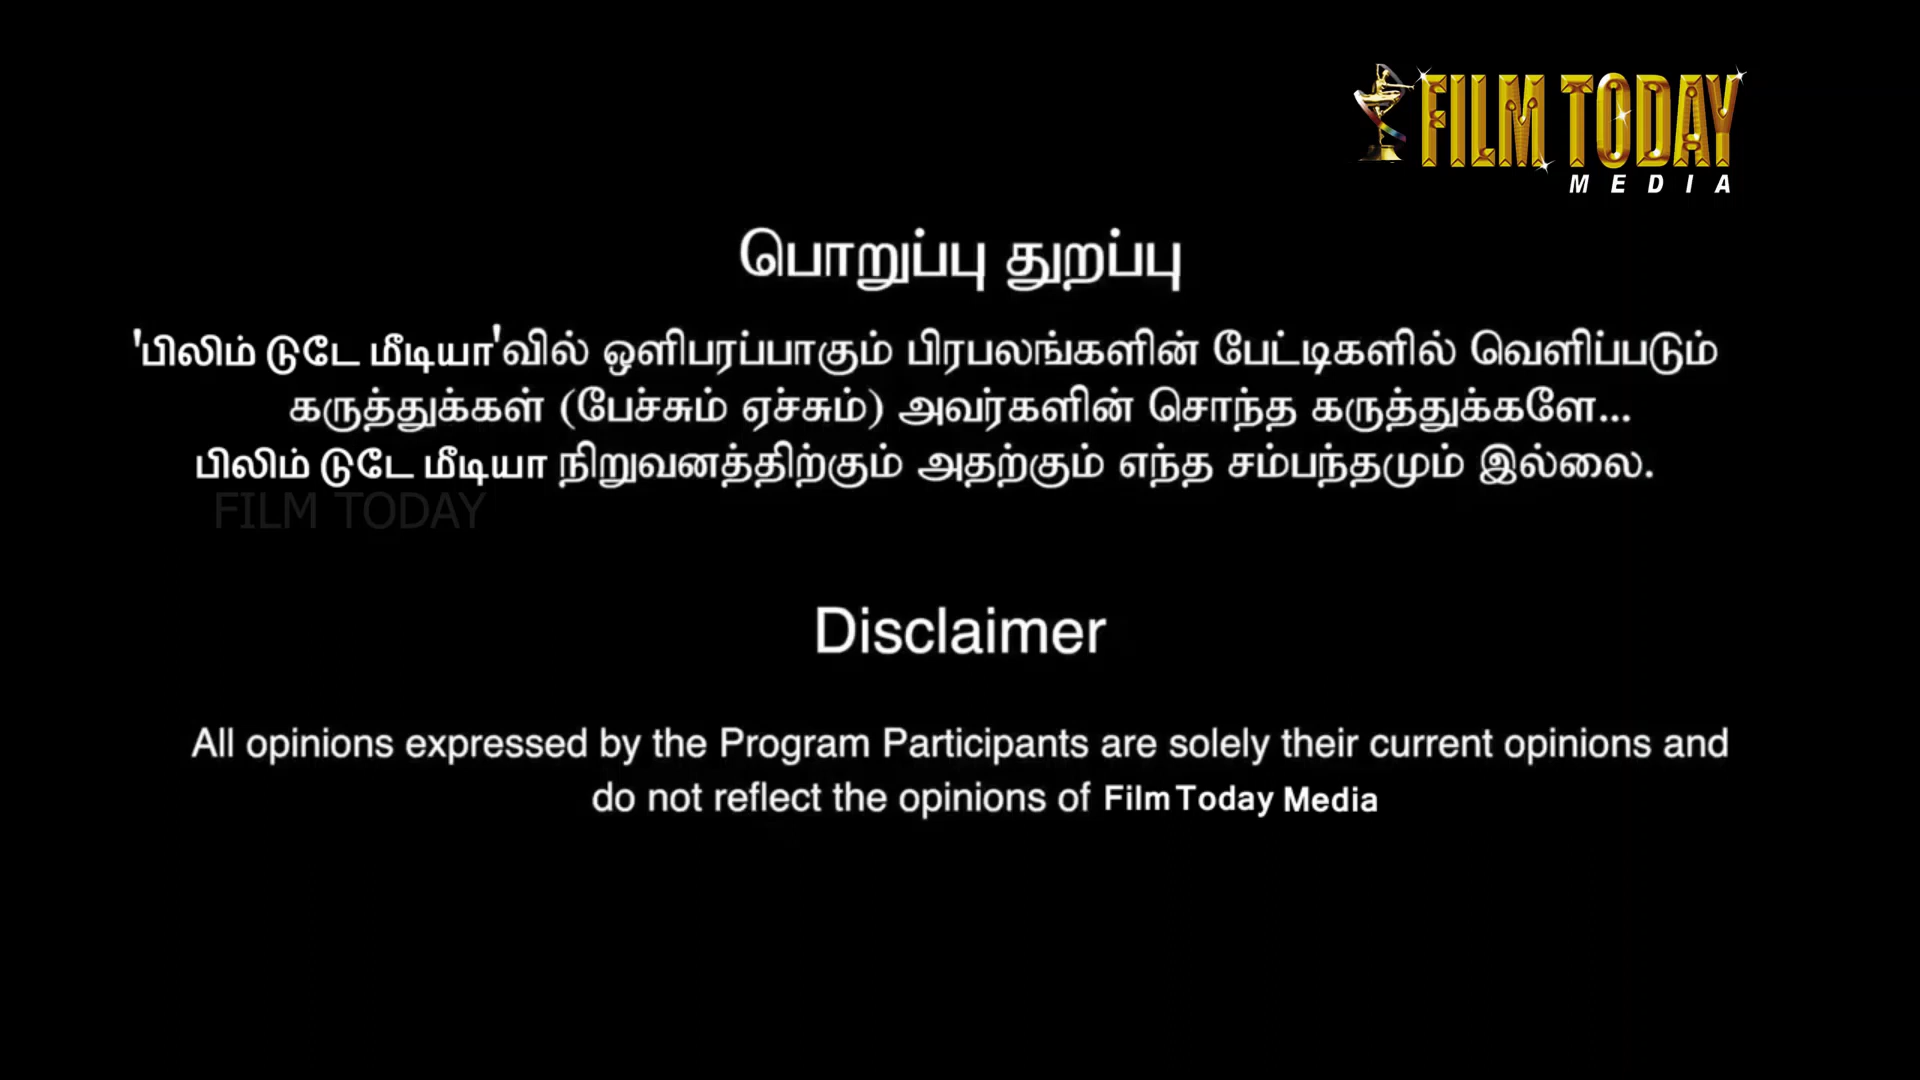 FILM TODAY
MEDIA
பொறுப்பு துறப்பு
'பிலிம் டுடே மீடியா'வில் ஒளிபரப்பாகும் பிரபலங்களின் பேட்டிகளில் வெளிப்படும்
கருத்துக்கள் (பேச்சும் ஏச்சும்) அவர்களின் சொந்த கருத்துக்களே...
பிலிம் டுடே மீடியா நிறுவனத்திற்கும் அதற்கும் எந்த சம்பந்தமும் இல்லை.
FILM TODAY
Disclaimer
All opinions expressed by the Program Participants are solely their current opinions and
do not reflect the opinions of Film Today Media